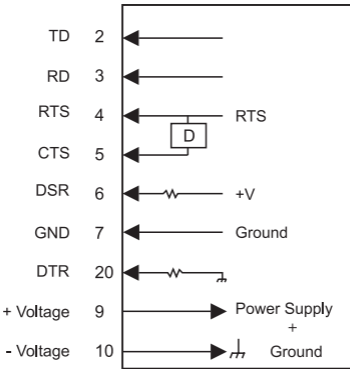 TD 2
RD 3
RTS 4 RTS
D
CTS 5
DSR 6 +V
GND 7 Ground
DTR 20
+ Voltage 9 Power Supply
+
- Voltage 10 Ground